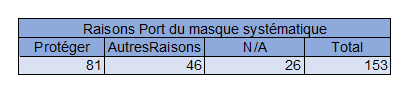 Raisons Port du masque systématique
Protéger AutresRaisons N/A Total
81 46 26 153